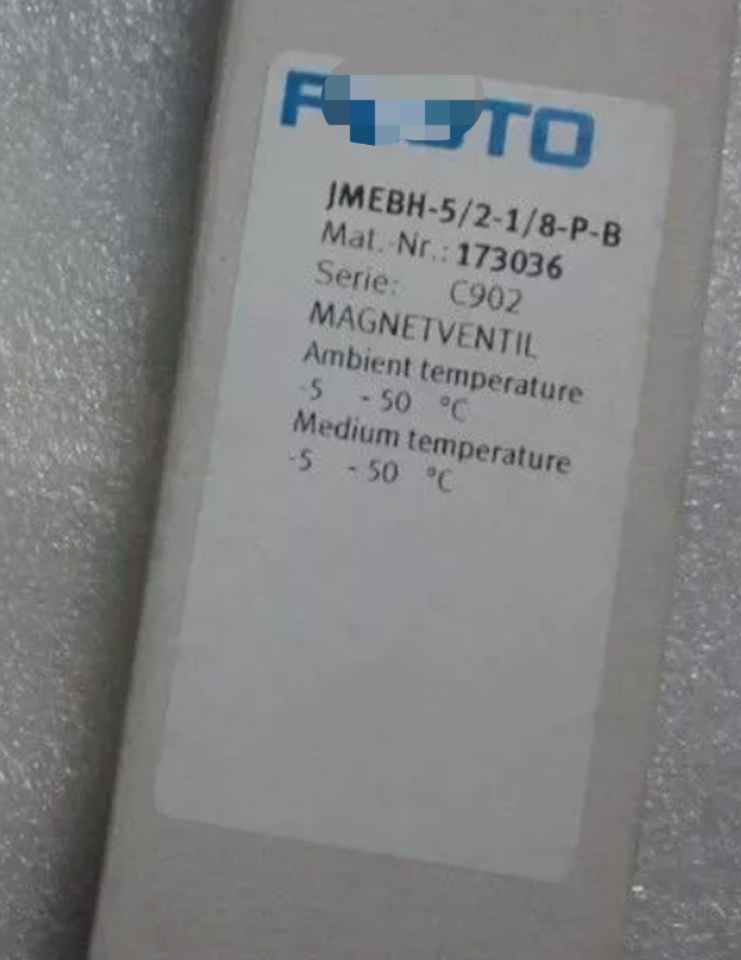 JMEBH-5/2-1/8-P-B
Mat.-Nr.: 173036
Serie: C902
MAGNETVENTIL
Ambient temperature
-5 - 50 °C
Medium temperature
-5 - 50 °C